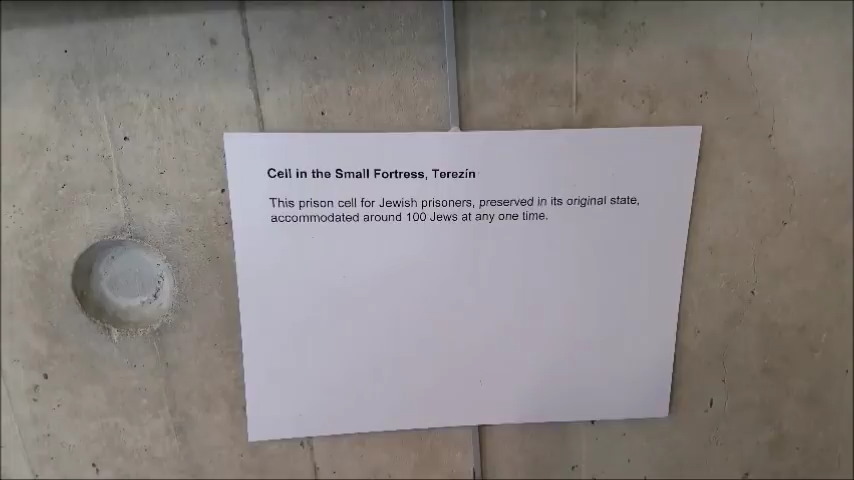 Cell in the Small Fortress, Terezín
This prison cell for Jewish prisoners, preserved in its original state,
accommodated around 100 Jews at any one time.